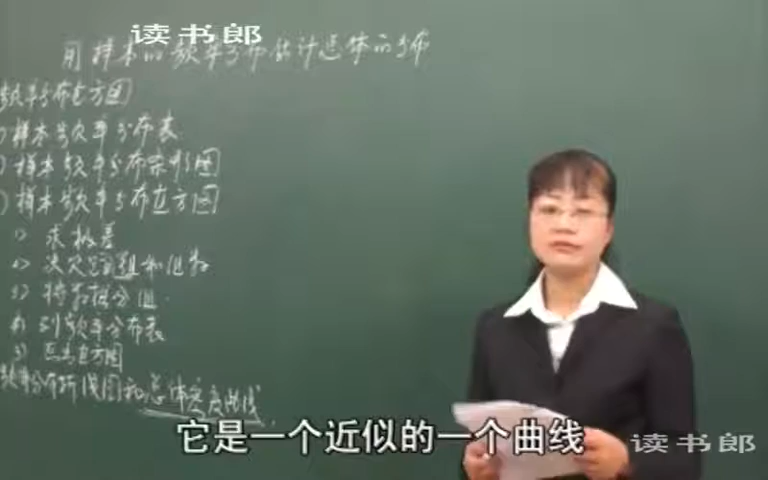 读书郎
用样本的频率分布估计总体的分布
频率分布直方图
样本频率分布表
样本频率分布条形图
样本频率分布直方图
1) 求极差
2) 决定组距和组数
3) 将数据分组.
4) 列频率分布表
5) 画出直方图
频率分布折线图和总体密度曲线
它是一个近似的一个曲线
读书郎